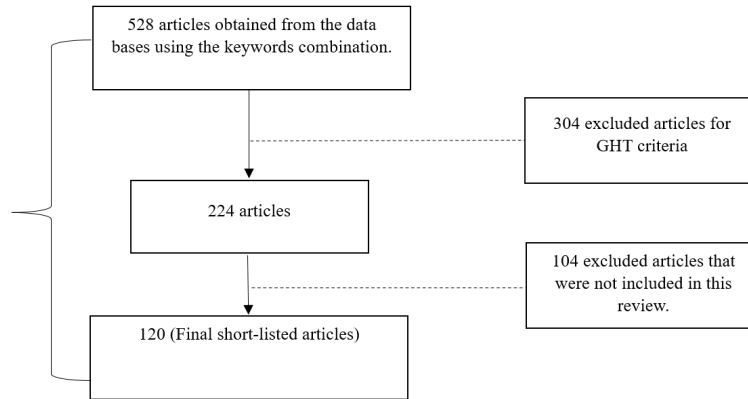 528 articles obtained from the data
bases using the keywords combination.
304 excluded articles for
GHT criteria
224 articles
104 excluded articles that
were not included in this
review.
120 (Final short-listed articles)